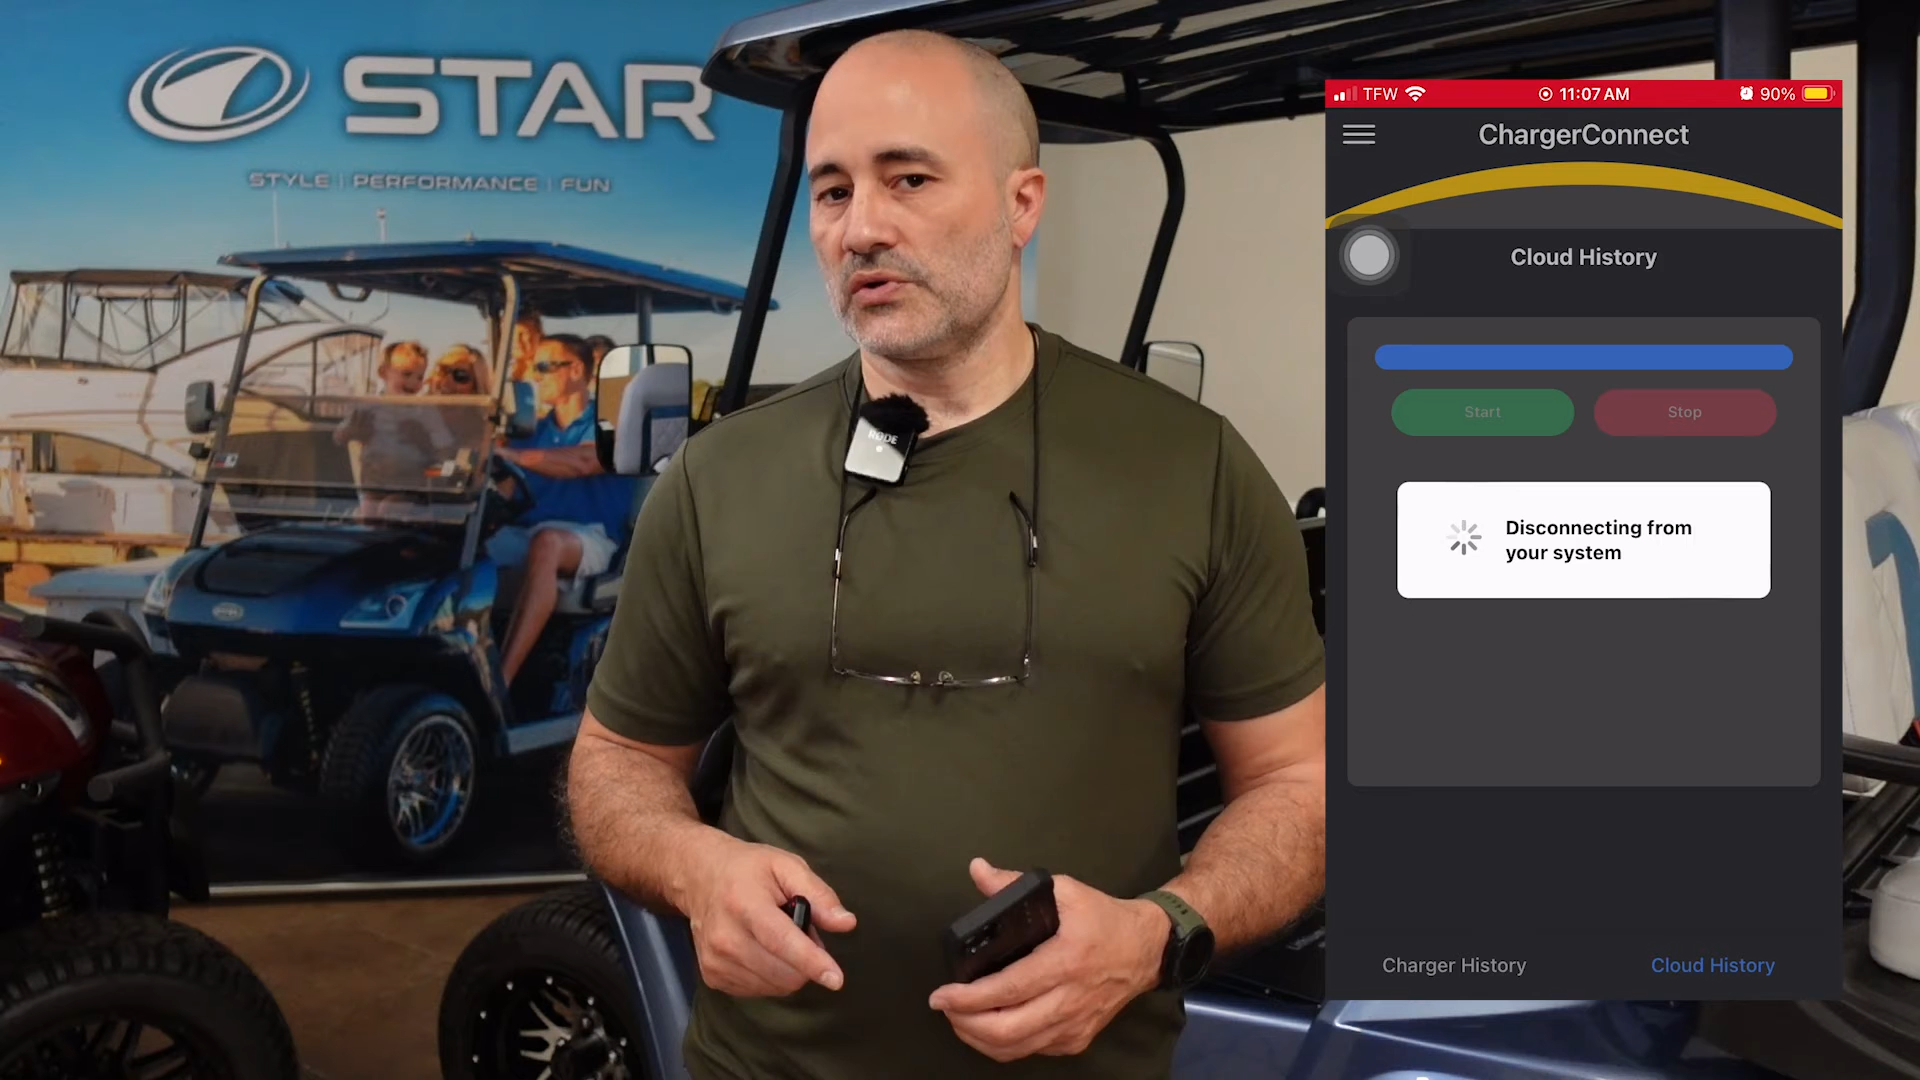 STAR
STYLE | PERFORMANCE | FUN
RØDE
TFW
11:07 AM
90%
ChargerConnect
Cloud History
Start
Stop
Disconnecting from
your system
Charger History
Cloud History